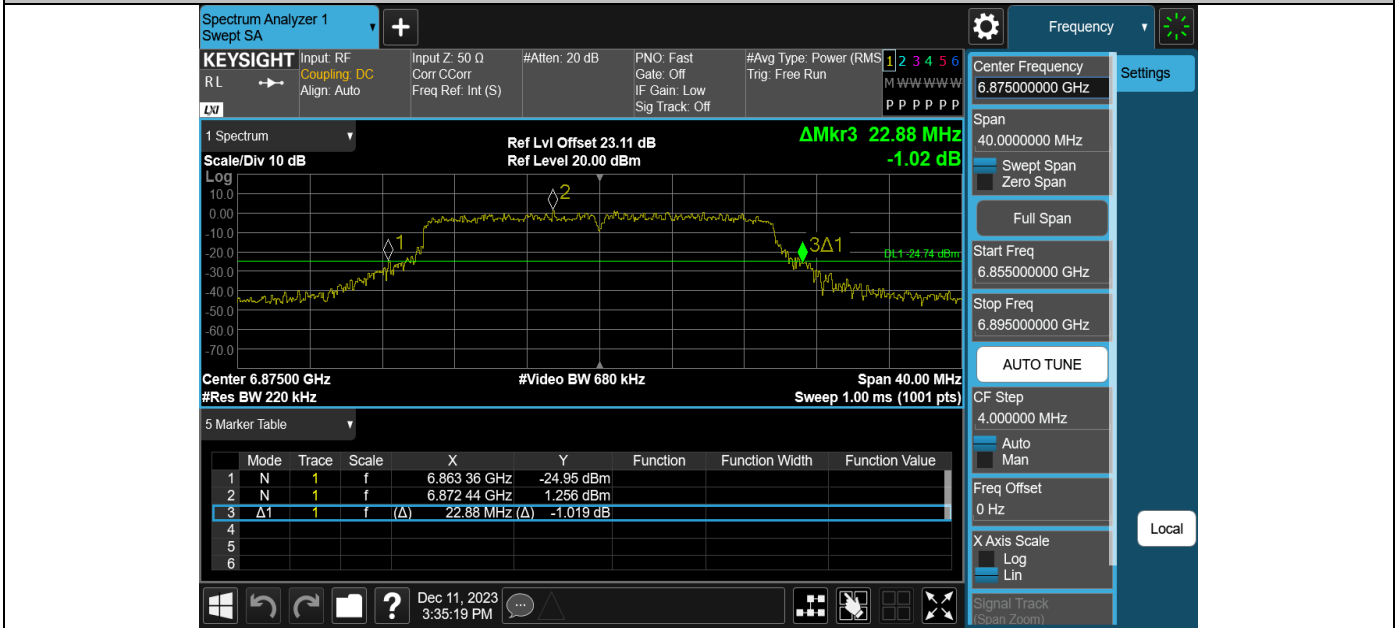 Spectrum Analyzer 1
Swept SA
+
Frequency
KEYSIGHT
RL
LXI
Input: RF
Coupling: DC
Align: Auto
Input Z: 50 Ω
Corr CCorr
Freq Ref: Int (S)
#Atten: 20 dB
PNO: Fast
Gate: Off
IF Gain: Low
Sig Track: Off
#Avg Type: Power (RMS
Trig: Free Run
1 2 3 4 5 6
M W W W W W
P P P P P P
1 Spectrum
Scale/Div 10 dB
Ref Lvl Offset 23.11 dB
Ref Level 20.00 dBm
ΔMkr3 22.88 MHz
-1.02 dB
Log
10.0
0.00
-10.0
-20.0
-30.0
-40.0
-50.0
-60.0
-70.0
1
2
3Δ1
DL1 -24.74 dBm
Center 6.87500 GHz
#Video BW 680 kHz
Span 40.00 MHz
#Res BW 220 kHz
Sweep 1.00 ms (1001 pts)
5 Marker Table
Mode Trace Scale X Y Function Function Width Function Value
1 N 1 f 6.863 36 GHz -24.95 dBm
2 N 1 f 6.872 44 GHz 1.256 dBm
3 Δ1 1 f (Δ) 22.88 MHz (Δ) -1.019 dB
4
5
6
?
Dec 11, 2023
3:35:19 PM
Center Frequency
6.875000000 GHz
Span
40.0000000 MHz
Swept Span
Zero Span
Full Span
Start Freq
6.855000000 GHz
Stop Freq
6.895000000 GHz
AUTO TUNE
CF Step
4.000000 MHz
Auto
Man
Freq Offset
0 Hz
X Axis Scale
Log
Lin
Signal Track
(Span Zoom)
Settings
Local